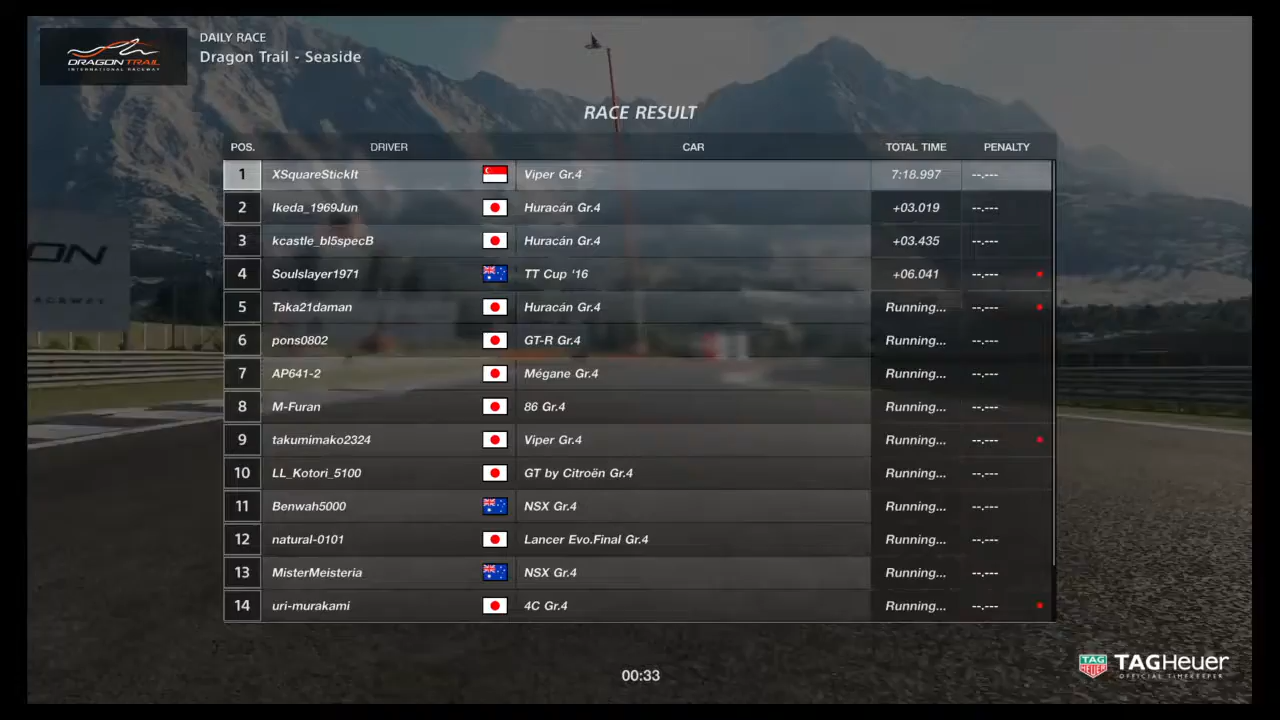 DAILY RACE
Dragon Trail - Seaside
DRAGON TRAIL
INTERNATIONAL RACEWAY
RACE RESULT
POS. DRIVER CAR TOTAL TIME PENALTY
1 XSquareStickIt Viper Gr.4 7:18.997 --.---
2 Ikeda_1969Jun Huracán Gr.4 +03.019 --.---
3 kcastle_bl5specB Huracán Gr.4 +03.435 --.---
4 Soulslayer1971 TT Cup '16 +06.041 --.---
5 Taka21daman Huracán Gr.4 Running... --.---
6 pons0802 GT-R Gr.4 Running... --.---
7 AP641-2 Mégane Gr.4 Running... --.---
8 M-Furan 86 Gr.4 Running... --.---
9 takumimako2324 Viper Gr.4 Running... --.---
10 LL_Kotori_5100 GT by Citroën Gr.4 Running... --.---
11 Benwah5000 NSX Gr.4 Running... --.---
12 natural-0101 Lancer Evo.Final Gr.4 Running... --.---
13 MisterMeisteria NSX Gr.4 Running... --.---
14 uri-murakami 4C Gr.4 Running... --.---
ON
RACEWAY
00:33
TAG HEUER
TAGHeuer
OFFICIAL TIMEKEEPER